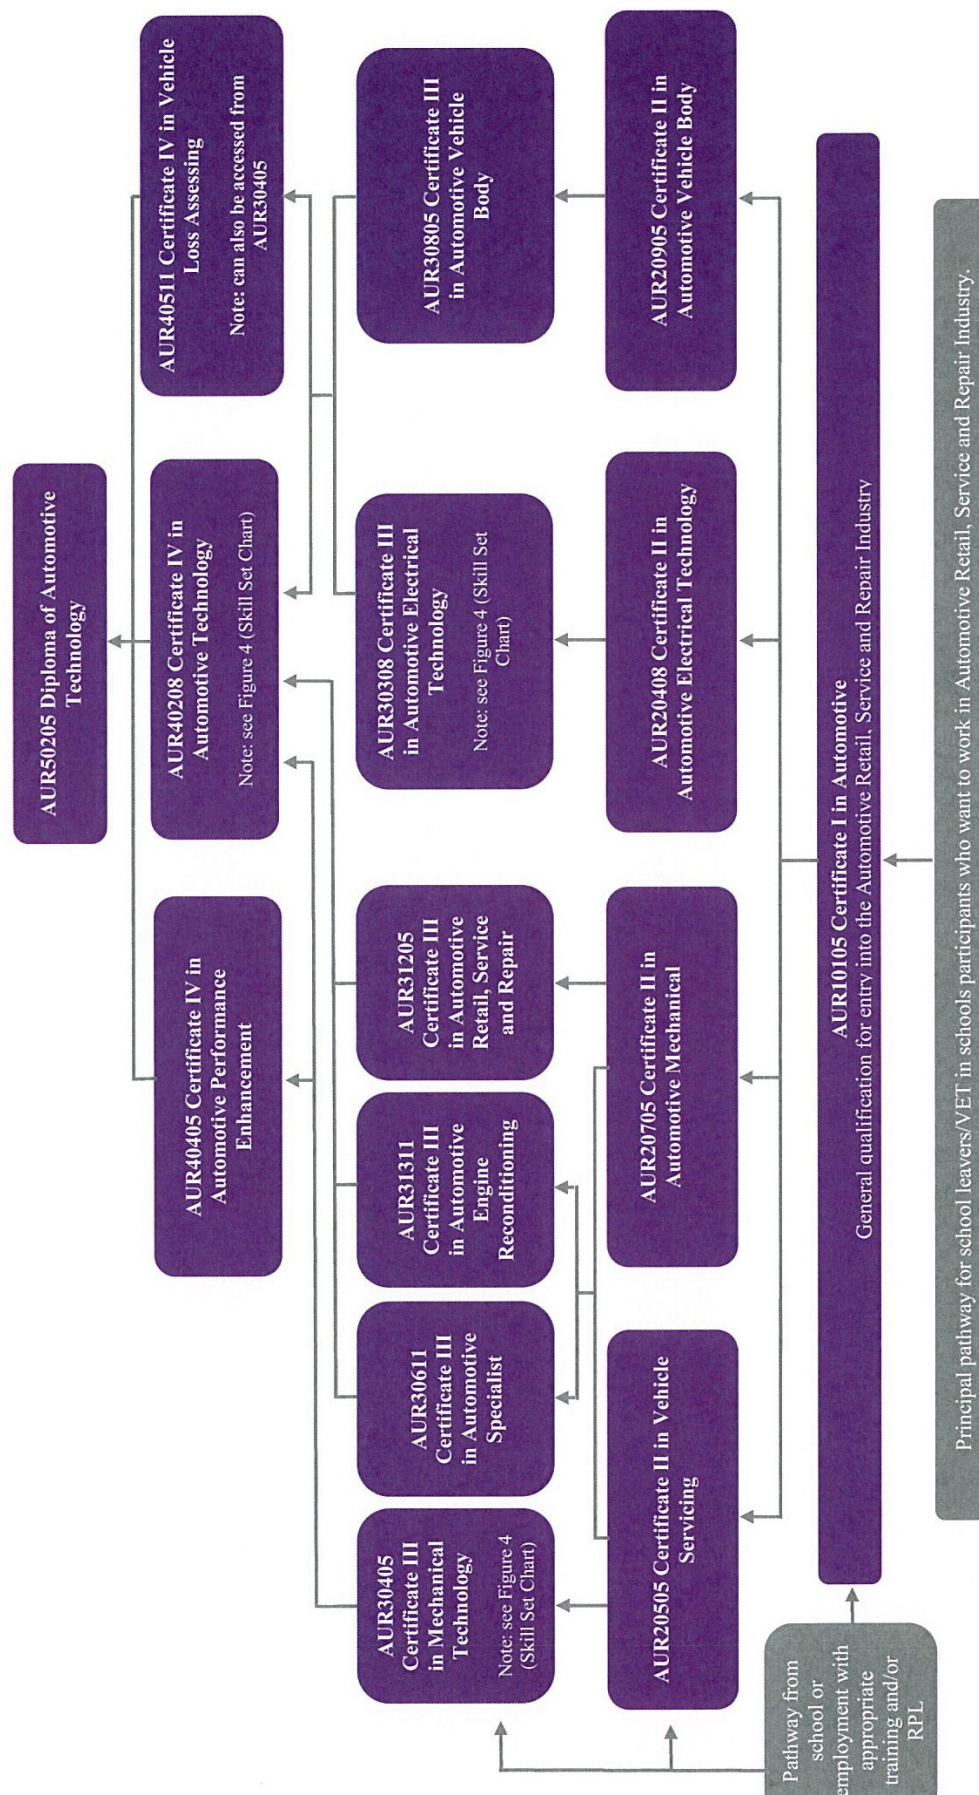 AUR50205 Diploma of Automotive
Technology
AUR40405 Certificate IV in
Automotive Performance
Enhancement
AUR40208 Certificate IV in
Automotive Technology
Note: see Figure 4 (Skill Set Chart)
AUR40511 Certificate IV in Vehicle
Loss Assessing
Note: can also be accessed from
AUR30405
AUR30405
Certificate III
in Mechanical
Technology
Note: see Figure 4
(Skill Set Chart)
AUR30611
Certificate III
in Automotive
Specialist
AUR31311
Certificate III
in Automotive
Engine
Reconditioning
AUR31205
Certificate III
in Automotive
Retail, Service
and Repair
AUR30308 Certificate III
in Automotive Electrical
Technology
Note: see Figure 4 (Skill Set
Chart)
AUR30805 Certificate III
in Automotive Vehicle
Body
AUR20505 Certificate II in Vehicle
Servicing
AUR20705 Certificate II in
Automotive Mechanical
AUR20408 Certificate II in
Automotive Electrical Technology
AUR20905 Certificate II in
Automotive Vehicle Body
Pathway from
school or
employment with
appropriate
training and/or
RPL
AUR10105 Certificate I in Automotive
General qualification for entry into the Automotive Retail, Service and Repair Industry
Principal pathway for school leavers/VET in schools participants who want to work in Automotive Retail, Service and Repair Industry.